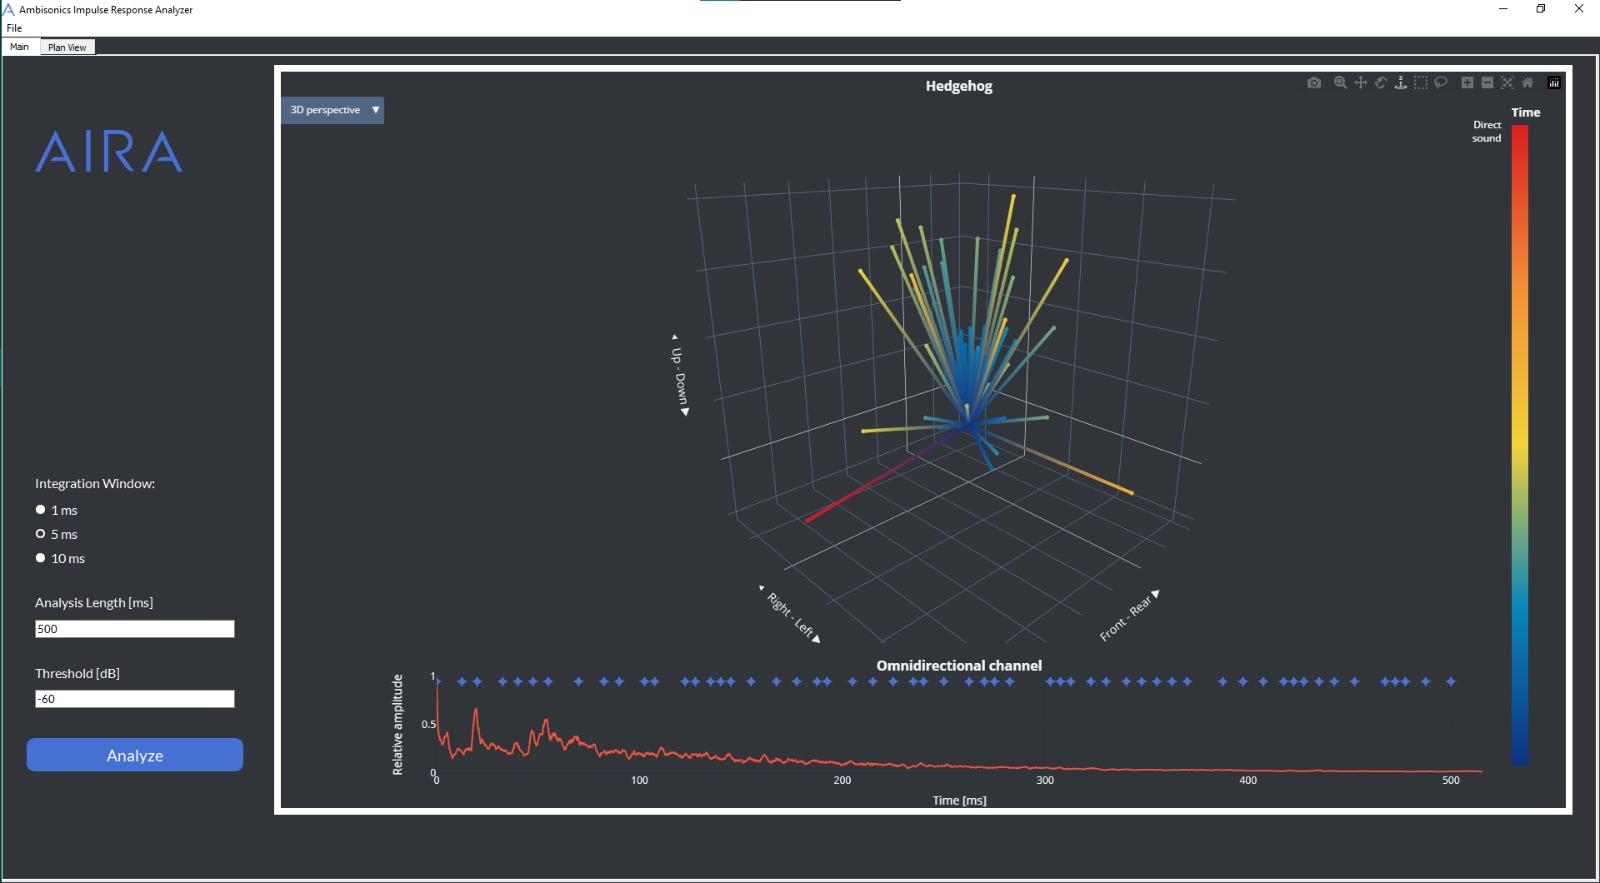 Ambisonics Impulse Response Analyzer
File
Main
Plan View
AIRA
Integration Window:
1 ms
5 ms
10 ms
Analysis Length [ms]
500
Threshold [dB]
-60
Analyze
Hedgehog
3D perspective
Time
Direct
sound
Up - Down
Right - Left
Front - Rear
Omnidirectional channel
Relative amplitude
1
0.5
0
0
100
200
300
400
500
Time [ms]